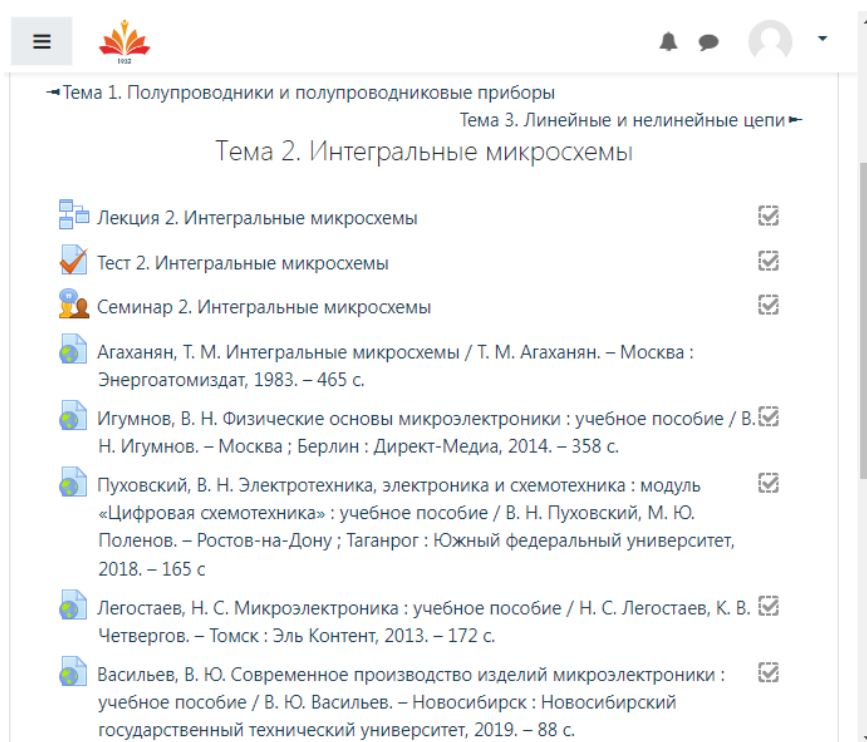 1932
Тема 1. Полупроводники и полупроводниковые приборы
Тема 3. Линейные и нелинейные цепи
Тема 2. Интегральные микросхемы
Лекция 2. Интегральные микросхемы
Тест 2. Интегральные микросхемы
Семинар 2. Интегральные микросхемы
Агаханян, Т. М. Интегральные микросхемы / Т. М. Агаханян. – Москва :
Энергоатомиздат, 1983. – 465 с.
Игумнов, В. Н. Физические основы микроэлектроники : учебное пособие / В.
Н. Игумнов. – Москва ; Берлин : Директ-Медиа, 2014. – 358 с.
Пуховский, В. Н. Электротехника, электроника и схемотехника : модуль
«Цифровая схемотехника» : учебное пособие / В. Н. Пуховский, М. Ю.
Поленов. – Ростов-на-Дону ; Таганрог : Южный федеральный университет,
2018. – 165 с
Легостаев, Н. С. Микроэлектроника : учебное пособие / Н. С. Легостаев, К. В.
Четвергов. – Томск : Эль Контент, 2013. – 172 с.
Васильев, В. Ю. Современное производство изделий микроэлектроники :
учебное пособие / В. Ю. Васильев. – Новосибирск : Новосибирский
государственный технический университет, 2019. – 88 с.